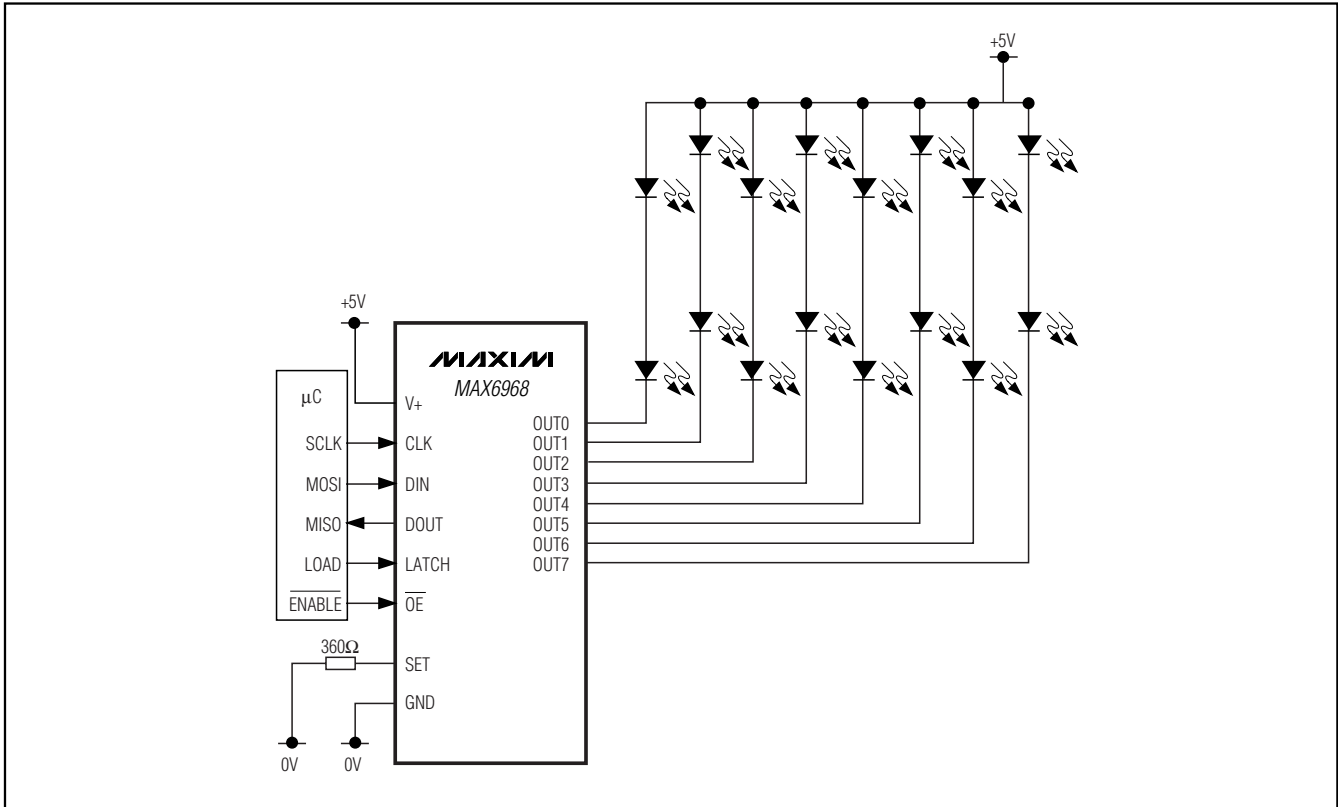 +5V
+5V
MAXIM
MAX6968
µC
V+
OUT0
SCLK
CLK
OUT1
OUT2
MOSI
DIN
OUT3
OUT4
MISO
DOUT
OUT5
OUT6
LOAD
LATCH
OUT7
ENABLE
OE
360Ω
SET
GND
0V
0V